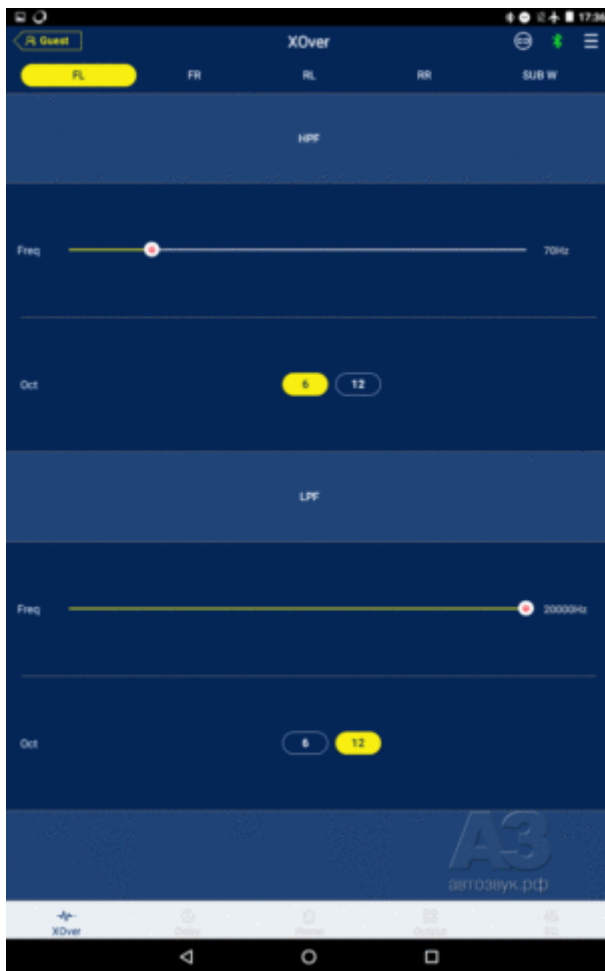 17:36
Guest
XOver
FL FR RL RR SUB W
HPF
Freq 70Hz
Oct 6 12
LPF
Freq 20000Hz
Oct 6 12
АЗ
автозвук.рф
XOver Delay Home Output EQ